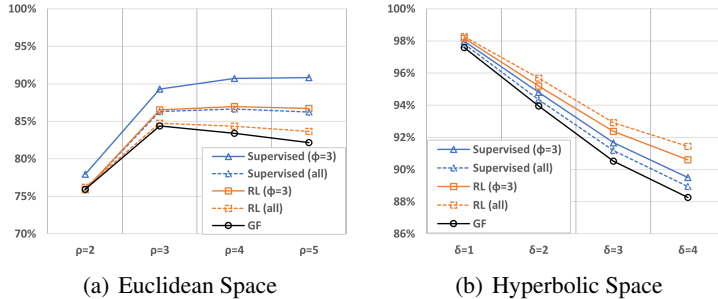 100%
95%
90%
85%
80%
75%
70%
ρ=2
ρ=3
ρ=4
ρ=5
Supervised (ϕ=3)
Supervised (all)
RL (ϕ=3)
RL (all)
GF
(a) Euclidean Space
100%
98%
96%
94%
92%
90%
88%
86%
δ=1
δ=2
δ=3
δ=4
Supervised (ϕ=3)
Supervised (all)
RL (ϕ=3)
RL (all)
GF
(b) Hyperbolic Space